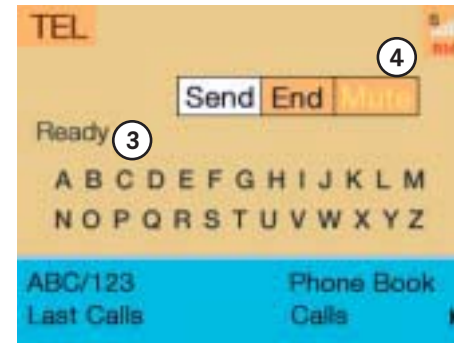 TEL
4
Send End Mute
Ready 3
A B C D E F G H I J K L M
N O P Q R S T U V W X Y Z
ABC/123 Phone Book
Last Calls Calls